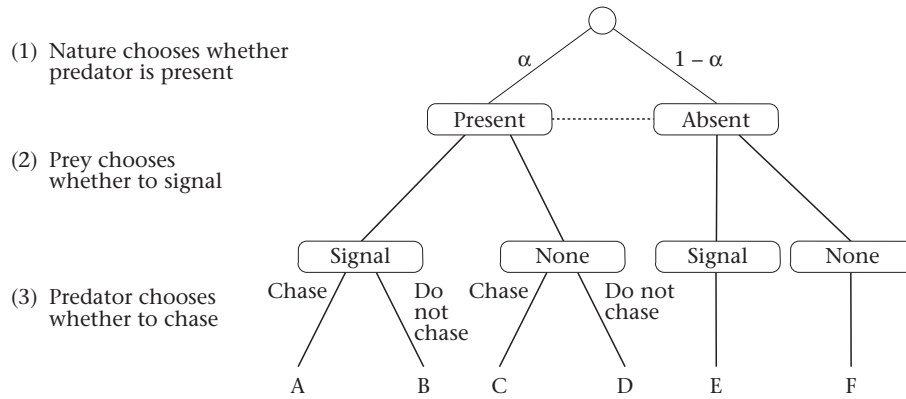 (1) Nature chooses whether
predator is present
α
1 – α
Present
Absent
(2) Prey chooses
whether to signal
Signal
None
Signal
None
(3) Predator chooses
whether to chase
Chase
Do
not
chase
Chase
Do not
chase
A
B
C
D
E
F